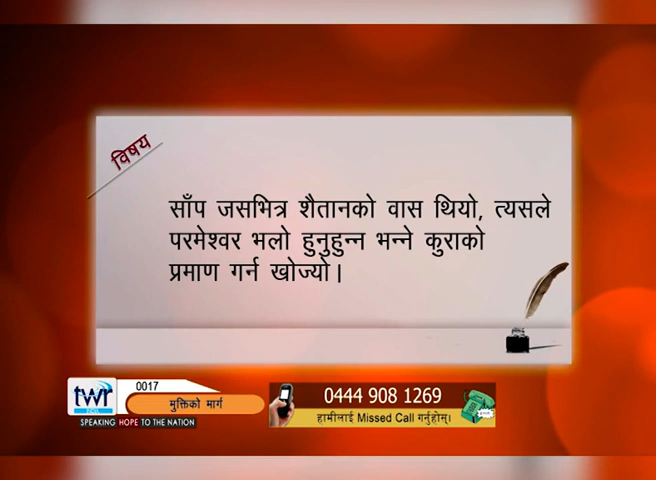 विषय
साँप जसभित्र शैतानको वास थियो, त्यसले
परमेश्वर भलो हुनुहुन्न भन्ने कुराको
प्रमाण गर्न खोज्यो।
twr
INDIA
0017
मुक्तिको मार्ग
SPEAKING HOPE TO THE NATION
0444 908 1269
हामीलाई Missed Call गर्नुहोस्।